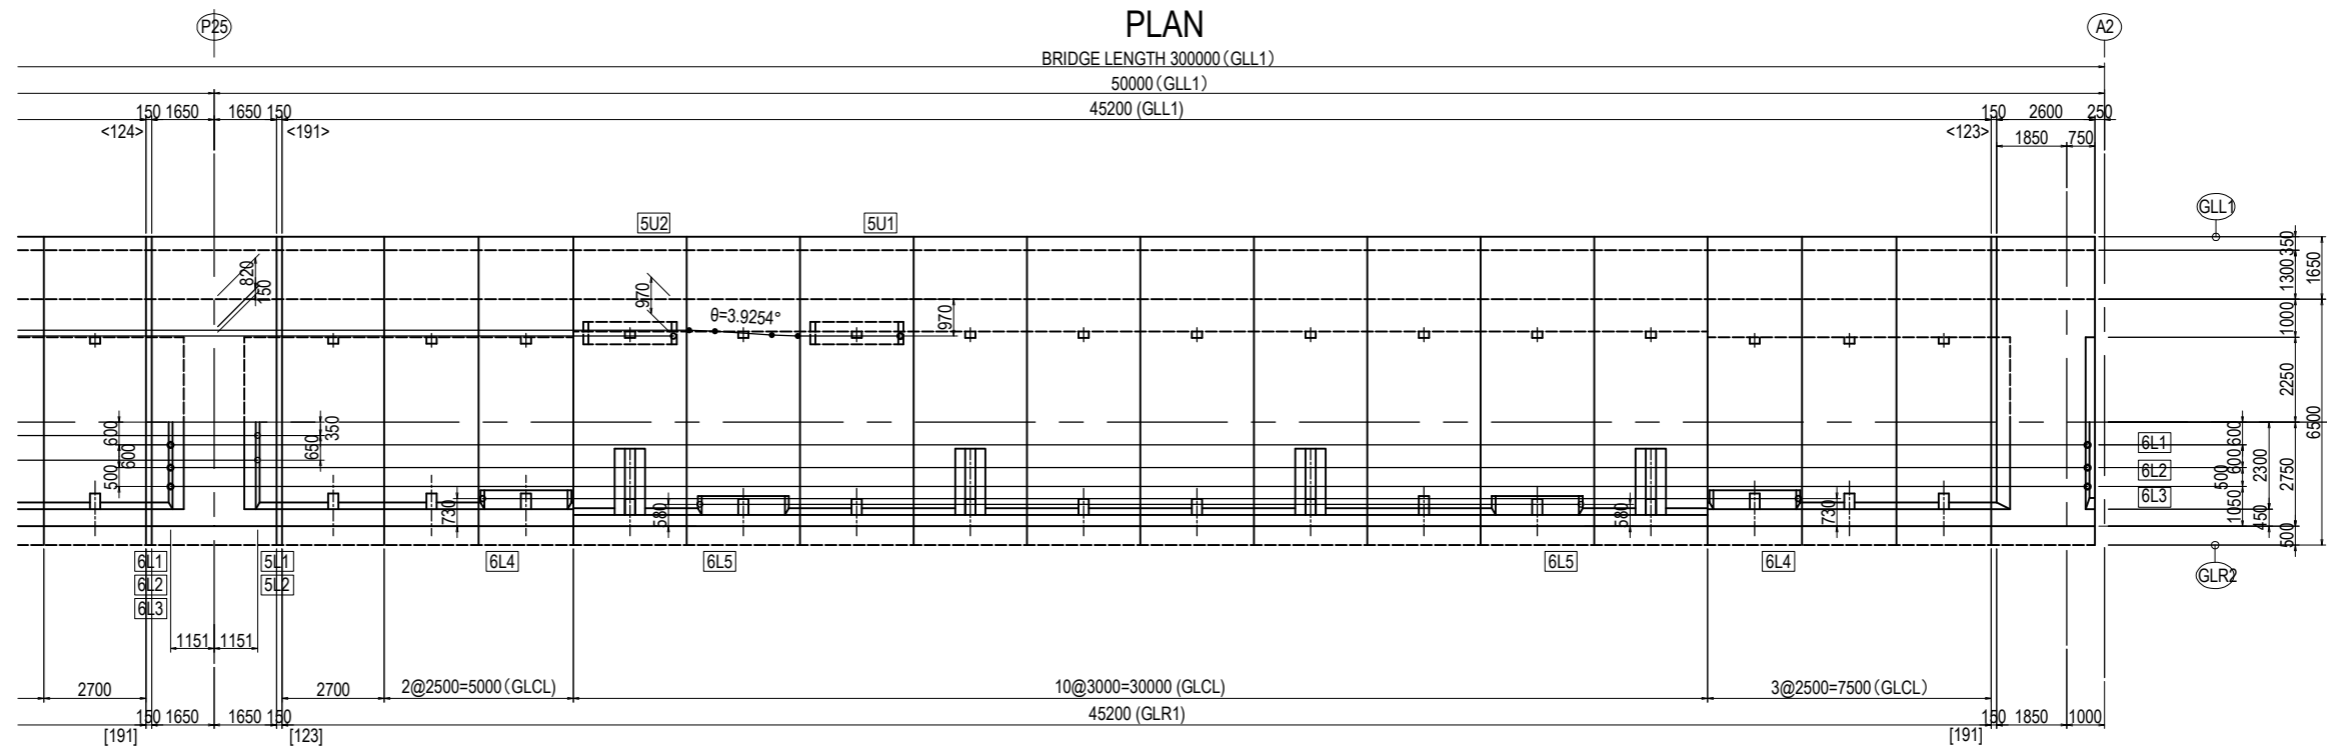 PLAN
P25
A2
BRIDGE LENGTH 300000 (GLL1)
50000 (GLL1)
150 1650 1650 150 45200 (GLL1) 150 2600 250
<124> <191> <123> 1850 750
GLL1
5U2 5U1
350
1300
1650
820
150
970
θ=3.9254°
970
1000
2250
6500
600
600
500
350
650
600
600
500
1050
2300
450
2750
500
6L1
6L2
6L3
730
580
580
730
6L1 5L1 6L4 6L5 6L5 6L4
6L2 5L2
6L3
GLR2
1151 1151
2700 2700 2@2500=5000 (GLCL) 10@3000=30000 (GLCL) 3@2500=7500 (GLCL)
150 1650 1650 150 45200 (GLR1) 150 1850 1000
[191] [123] [191]